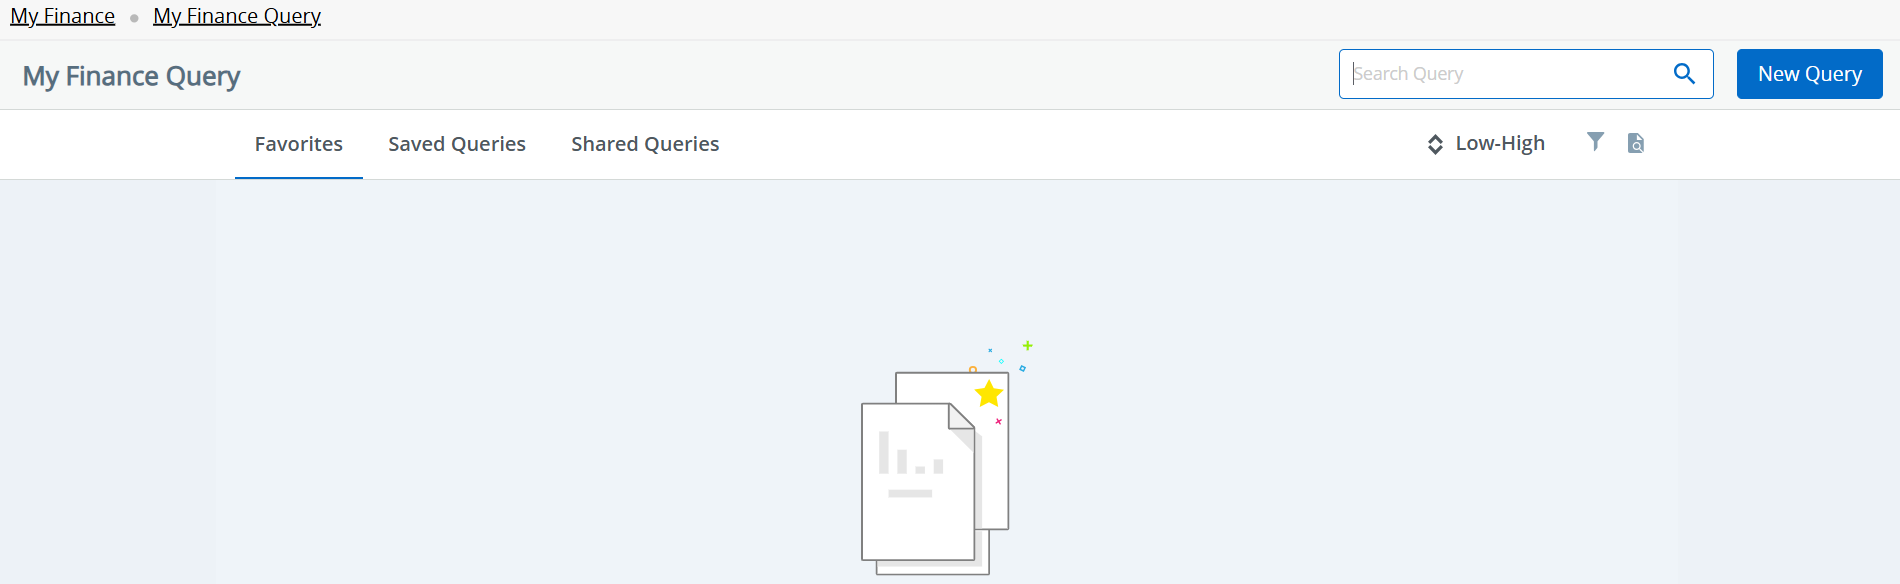 My Finance My Finance Query
My Finance Query
Search Query
New Query
Favorites Saved Queries Shared Queries
Low-High